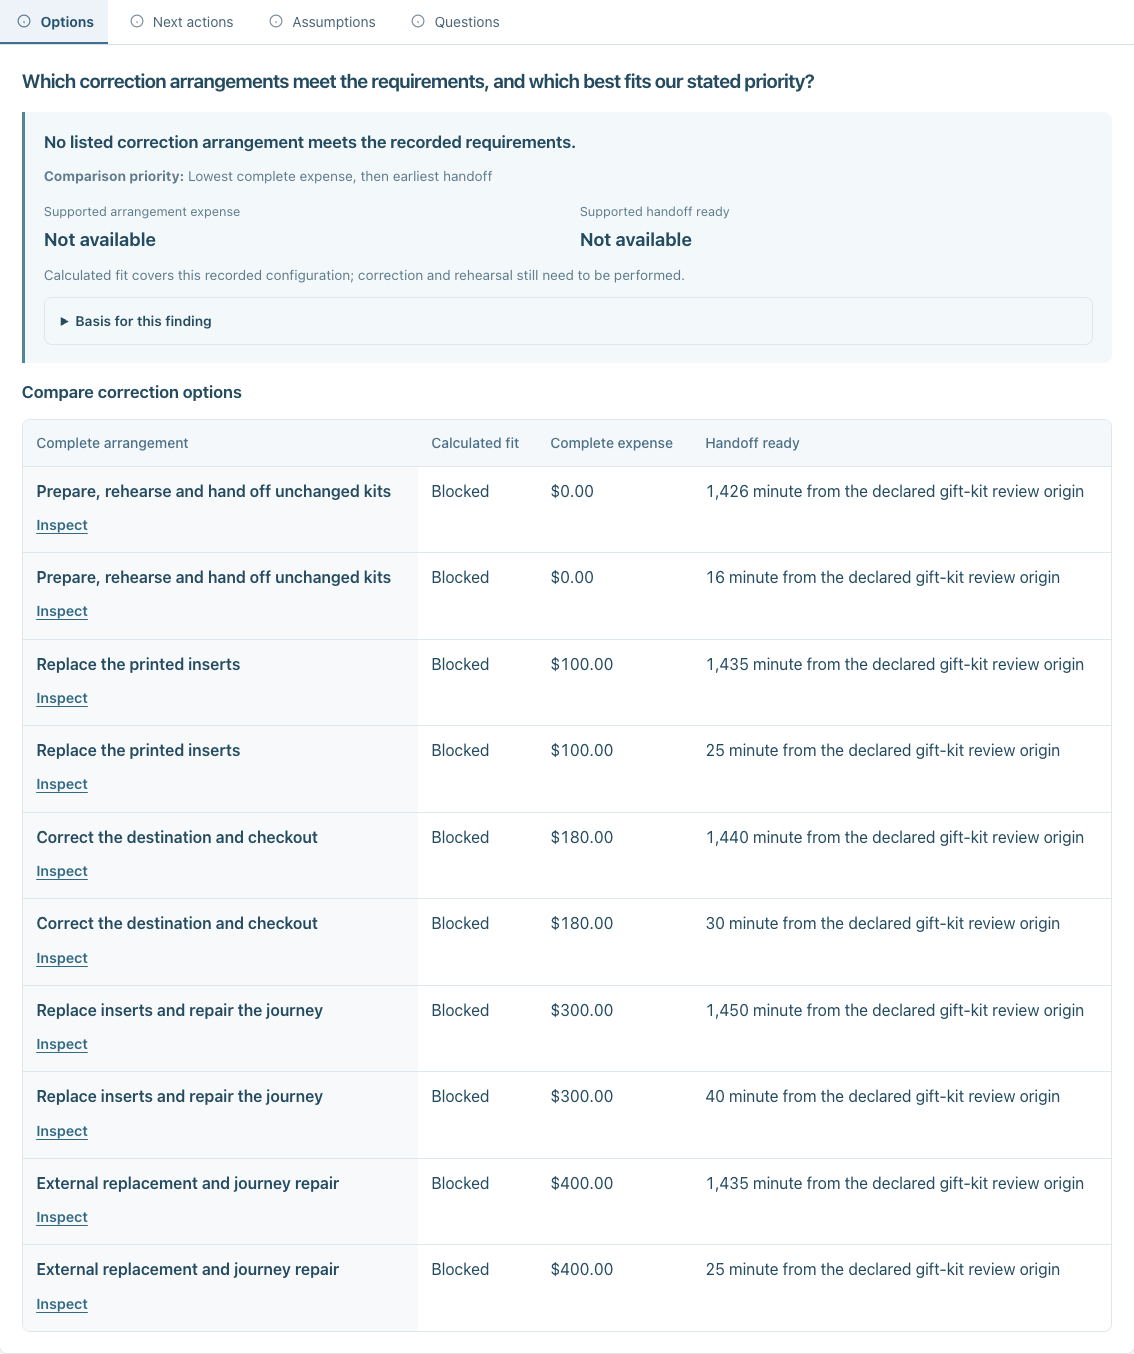 Options
Next actions
Assumptions
Questions
Which correction arrangements meet the requirements, and which best fits our stated priority?
No listed correction arrangement meets the recorded requirements.
Comparison priority: Lowest complete expense, then earliest handoff
Supported arrangement expense
Not available
Supported handoff ready
Not available
Calculated fit covers this recorded configuration; correction and rehearsal still need to be performed.
Basis for this finding
Compare correction options
Complete arrangement Calculated fit Complete expense Handoff ready
Prepare, rehearse and hand off unchanged kits Blocked $0.00 1,426 minute from the declared gift-kit review origin
Inspect
Prepare, rehearse and hand off unchanged kits Blocked $0.00 16 minute from the declared gift-kit review origin
Inspect
Replace the printed inserts Blocked $100.00 1,435 minute from the declared gift-kit review origin
Inspect
Replace the printed inserts Blocked $100.00 25 minute from the declared gift-kit review origin
Inspect
Correct the destination and checkout Blocked $180.00 1,440 minute from the declared gift-kit review origin
Inspect
Correct the destination and checkout Blocked $180.00 30 minute from the declared gift-kit review origin
Inspect
Replace inserts and repair the journey Blocked $300.00 1,450 minute from the declared gift-kit review origin
Inspect
Replace inserts and repair the journey Blocked $300.00 40 minute from the declared gift-kit review origin
Inspect
External replacement and journey repair Blocked $400.00 1,435 minute from the declared gift-kit review origin
Inspect
External replacement and journey repair Blocked $400.00 25 minute from the declared gift-kit review origin
Inspect